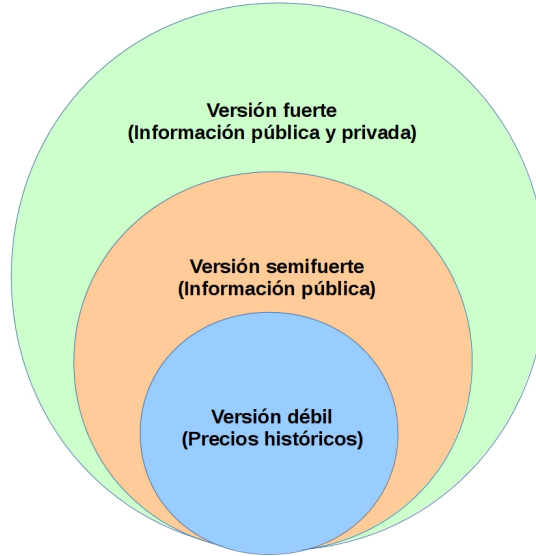 Versión fuerte
(Información pública y privada)
Versión semifuerte
(Información pública)
Versión débil
(Precios históricos)